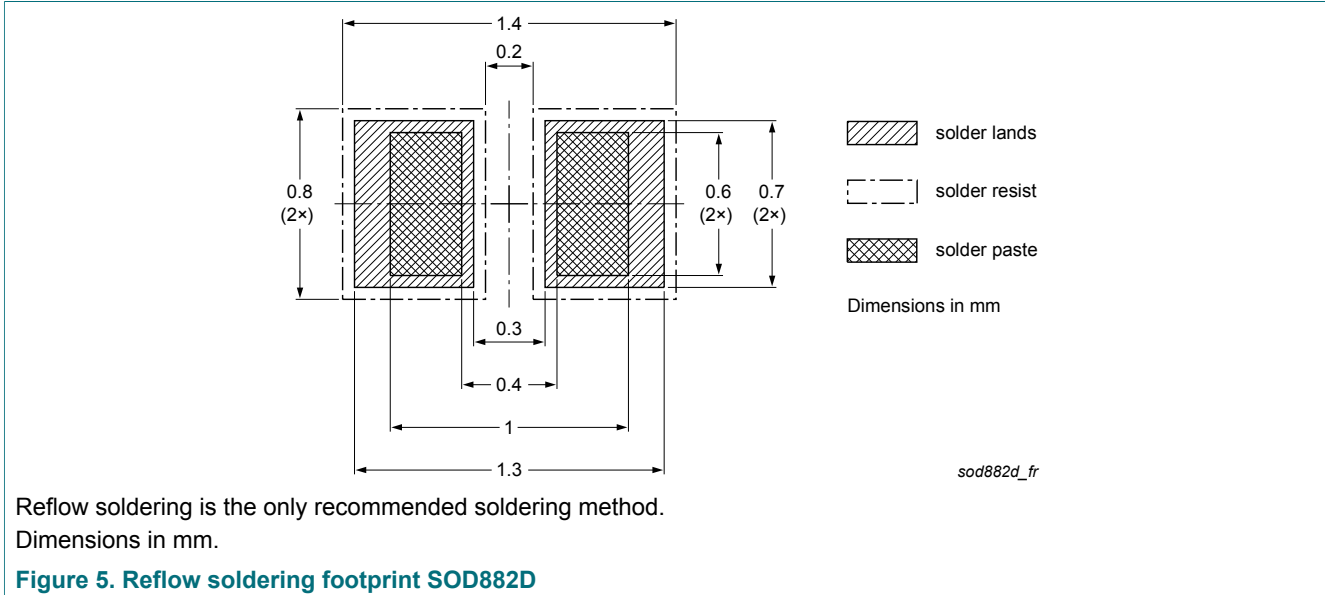 1.4
0.2
solder lands
0.8
(2×)
0.6
(2×)
0.7
(2×)
solder resist
solder paste
Dimensions in mm
0.3
0.4
1
1.3
sod882d_fr
Reflow soldering is the only recommended soldering method.
Dimensions in mm.
Figure 5. Reflow soldering footprint SOD882D